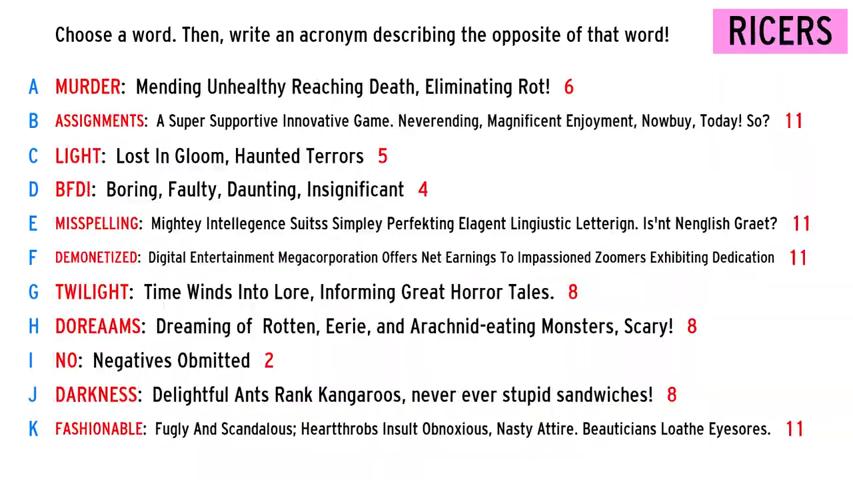 Choose a word. Then, write an acronym describing the opposite of that word!
RICERS
A MURDER: Mending Unhealthy Reaching Death, Eliminating Rot! 6
B ASSIGNMENTS: A Super Supportive Innovative Game. Neverending, Magnificent Enjoyment, Nowbuy, Today! So? 11
C LIGHT: Lost In Gloom, Haunted Terrors 5
D BFDI: Boring, Faulty, Daunting, Insignificant 4
E MISSPELLING: Mightey Intellegence Suitss Simpley Perfekting Elagent Lingiustic Letterign. Is'nt Nenglish Graet? 11
F DEMONETIZED: Digital Entertainment Megacorporation Offers Net Earnings To Impassioned Zoomers Exhibiting Dedication 11
G TWILIGHT: Time Winds Into Lore, Informing Great Horror Tales. 8
H DOREAAMS: Dreaming of Rotten, Eerie, and Arachnid-eating Monsters, Scary! 8
I NO: Negatives Obmitted 2
J DARKNESS: Delightful Ants Rank Kangaroos, never ever stupid sandwiches! 8
K FASHIONABLE: Fugly And Scandalous; Heartthrobs Insult Obnoxious, Nasty Attire. Beauticians Loathe Eyesores. 11